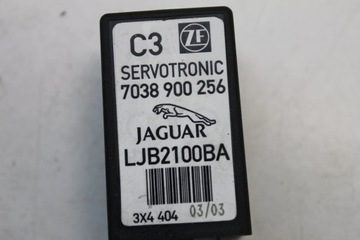 C3 ZF
SERVOTRONIC
7038 900 256
JAGUAR
LJB2100BA
3X4 404 03/03